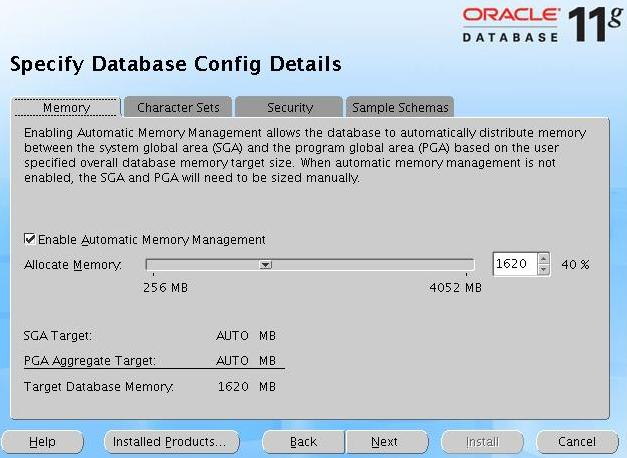 ORACLE
DATABASE 11g
Specify Database Config Details
Memory Character Sets Security Sample Schemas
Enabling Automatic Memory Management allows the database to automatically distribute memory
between the system global area (SGA) and the program global area (PGA) based on the user
specified overall database memory target size. When automatic memory management is not
enabled, the SGA and PGA will need to be sized manually.
Enable Automatic Memory Management
Allocate Memory: 1620 40 %
256 MB 4052 MB
SGA Target: AUTO MB
PGA Aggregate Target: AUTO MB
Target Database Memory: 1620 MB
Help Installed Products... Back Next Install Cancel